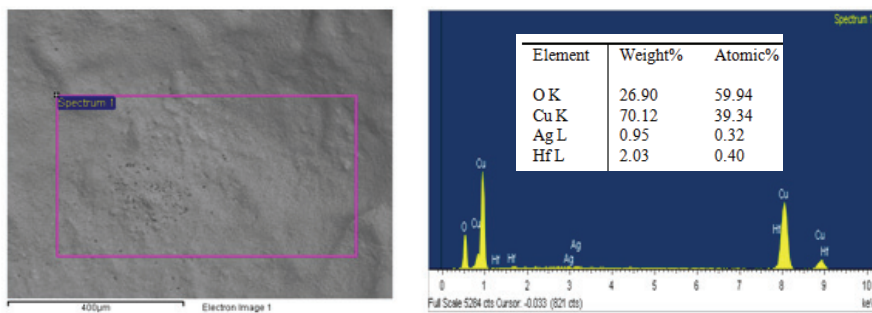 Spectrum 1
400µm
Electron Image 1
Spectrum 1
Element Weight% Atomic%
O K 26.90 59.94
Cu K 70.12 39.34
Ag L 0.95 0.32
Hf L 2.03 0.40
Cu
Cu
O
Cu
Hf
Cu
Hf
Hf
Hf
Ag
Ag
0 1 2 3 4 5 6 7 8 9 10
Full Scale 5284 cts Cursor: -0.033 (821 cts)